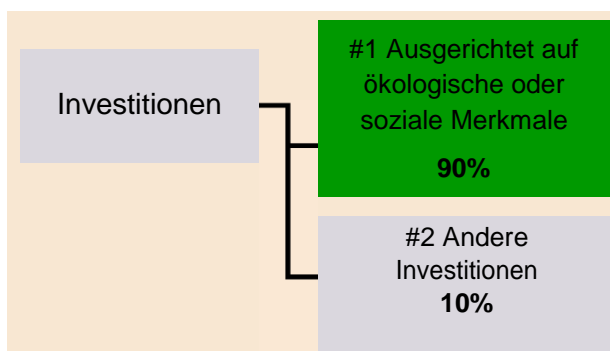 Investitionen
#1 Ausgerichtet auf
ökologische oder
soziale Merkmale
90%
#2 Andere
Investitionen
10%